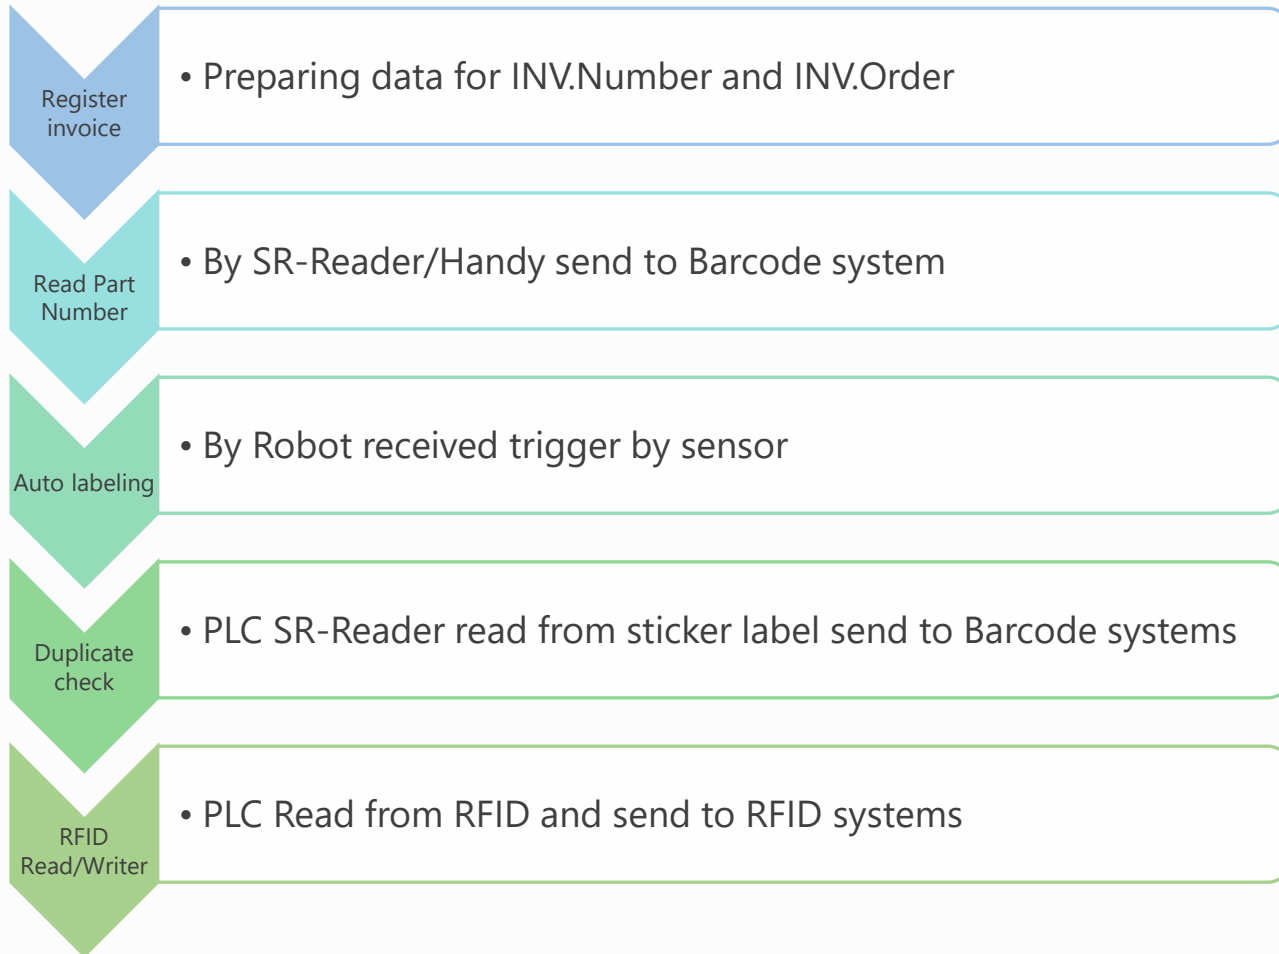 Register
invoice
• Preparing data for INV.Number and INV.Order
Read Part
Number
• By SR-Reader/Handy send to Barcode system
Auto labeling
• By Robot received trigger by sensor
Duplicate
check
• PLC SR-Reader read from sticker label send to Barcode systems
RFID
Read/Writer
• PLC Read from RFID and send to RFID systems